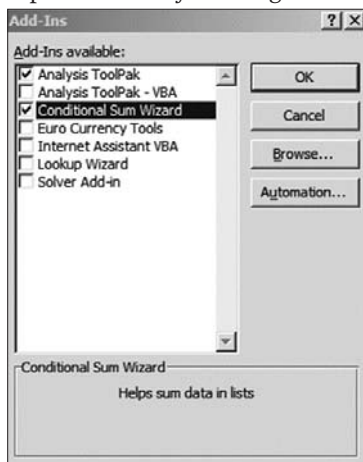 Add-Ins
Add-Ins available:
Analysis ToolPak
Analysis ToolPak - VBA
Conditional Sum Wizard
Euro Currency Tools
Internet Assistant VBA
Lookup Wizard
Solver Add-in
OK
Cancel
Browse...
Automation...
Conditional Sum Wizard
Helps sum data in lists